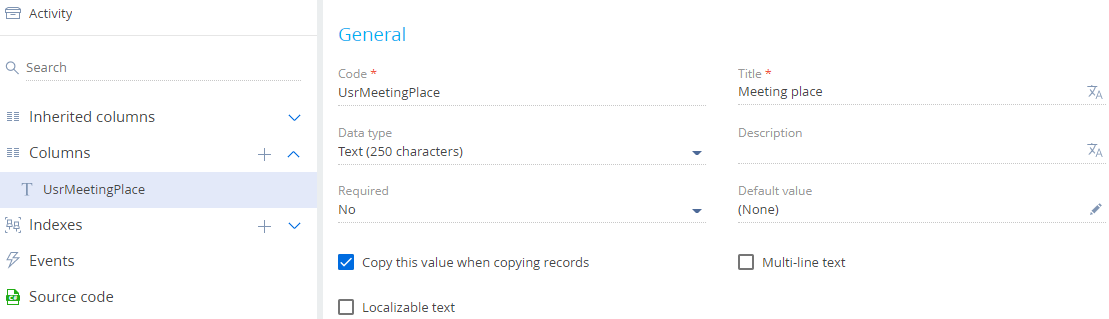 Activity
Search
Inherited columns
Columns
UsrMeetingPlace
Indexes
Events
Source code
General
Code *
UsrMeetingPlace
Title *
Meeting place
Data type
Text (250 characters)
Description
Required
No
Default value
(None)
Copy this value when copying records
Multi-line text
Localizable text